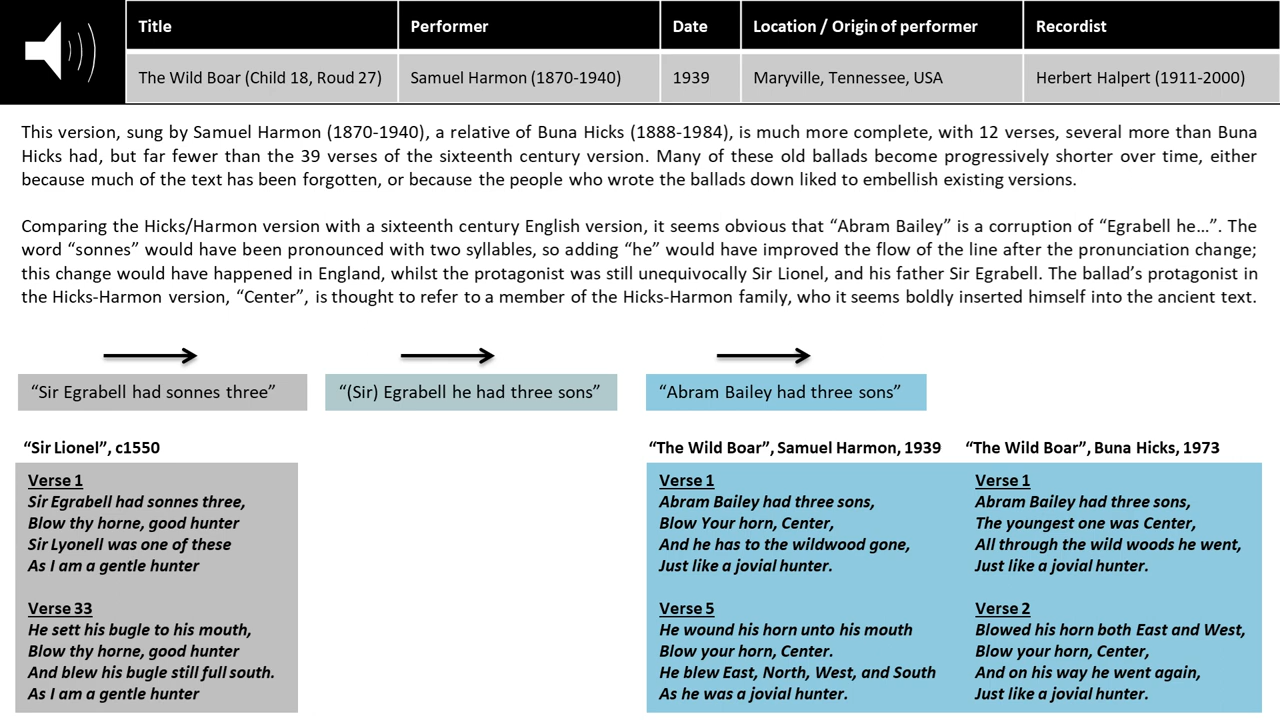 Title Performer Date Location / Origin of performer Recordist
The Wild Boar (Child 18, Roud 27) Samuel Harmon (1870-1940) 1939 Maryville, Tennessee, USA Herbert Halpert (1911-2000)
This version, sung by Samuel Harmon (1870-1940), a relative of Buna Hicks (1888-1984), is much more complete, with 12 verses, several more than Buna
Hicks had, but far fewer than the 39 verses of the sixteenth century version. Many of these old ballads become progressively shorter over time, either
because much of the text has been forgotten, or because the people who wrote the ballads down liked to embellish existing versions.
Comparing the Hicks/Harmon version with a sixteenth century English version, it seems obvious that “Abram Bailey” is a corruption of “Egrabell he…”. The
word “sonnes” would have been pronounced with two syllables, so adding “he” would have improved the flow of the line after the pronunciation change;
this change would have happened in England, whilst the protagonist was still unequivocally Sir Lionel, and his father Sir Egrabell. The ballad’s protagonist in
the Hicks-Harmon version, “Center”, is thought to refer to a member of the Hicks-Harmon family, who it seems boldly inserted himself into the ancient text.
“Sir Egrabell had sonnes three”
“(Sir) Egrabell he had three sons”
“Abram Bailey had three sons”
“Sir Lionel”, c1550
Verse 1
Sir Egrabell had sonnes three,
Blow thy horne, good hunter
Sir Lyonell was one of these
As I am a gentle hunter
Verse 33
He sett his bugle to his mouth,
Blow thy horne, good hunter
And blew his bugle still full south.
As I am a gentle hunter
“The Wild Boar”, Samuel Harmon, 1939
Verse 1
Abram Bailey had three sons,
Blow Your horn, Center,
And he has to the wildwood gone,
Just like a jovial hunter.
Verse 5
He wound his horn unto his mouth
Blow your horn, Center.
He blew East, North, West, and South
As he was a jovial hunter.
“The Wild Boar”, Buna Hicks, 1973
Verse 1
Abram Bailey had three sons,
The youngest one was Center,
All through the wild woods he went,
Just like a jovial hunter.
Verse 2
Blowed his horn both East and West,
Blow your horn, Center,
And on his way he went again,
Just like a jovial hunter.